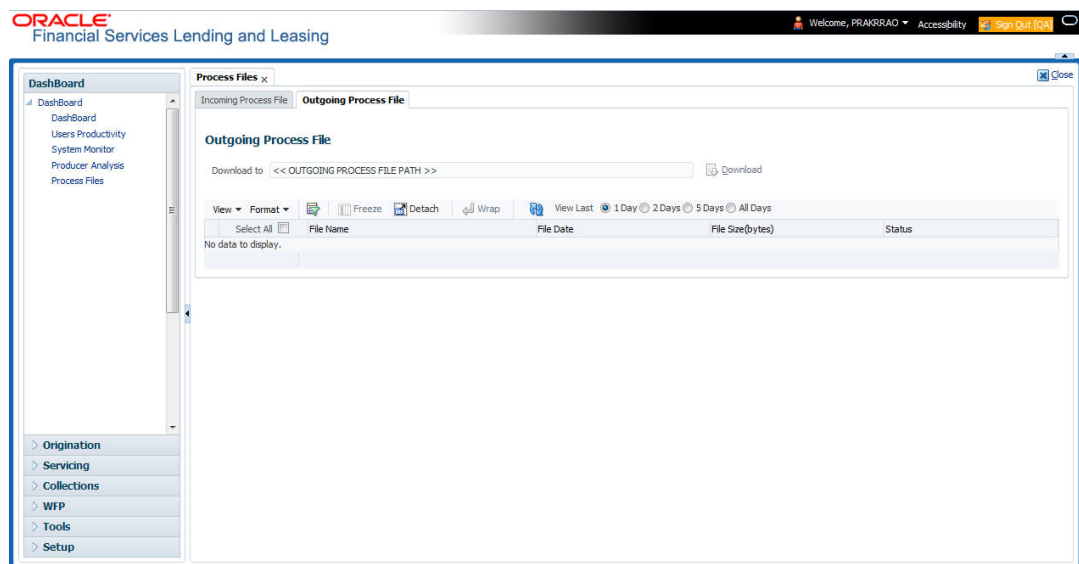 ORACLE
Financial Services Lending and Leasing
Welcome, PRAKRRAO Accessibility Sign Out [QA]
DashBoard
DashBoard
DashBoard
Users Productivity
System Monitor
Producer Analysis
Process Files
Origination
Servicing
Collections
WFP
Tools
Setup
Process Files x
Close
Incoming Process File Outgoing Process File
Outgoing Process File
Download to << OUTGOING PROCESS FILE PATH >> Download
View Format Freeze Detach Wrap View Last 1 Day 2 Days 5 Days All Days
Select All File Name File Date File Size(bytes) Status
No data to display.